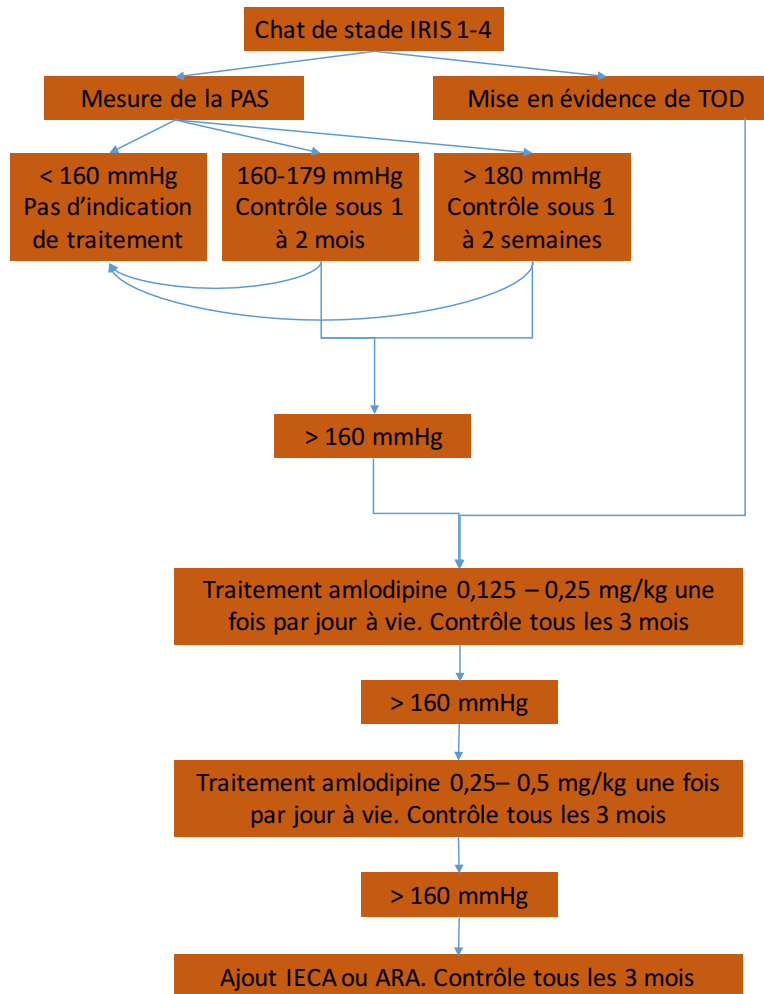 Chat de stade IRIS 1-4
Mesure de la PAS
Mise en évidence de TOD
< 160 mmHg
Pas d’indication
de traitement
160-179 mmHg
Contrôle sous 1
à 2 mois
> 180 mmHg
Contrôle sous 1
à 2 semaines
> 160 mmHg
Traitement amlodipine 0,125 – 0,25 mg/kg une
fois par jour à vie. Contrôle tous les 3 mois
> 160 mmHg
Traitement amlodipine 0,25– 0,5 mg/kg une fois
par jour à vie. Contrôle tous les 3 mois
> 160 mmHg
Ajout IECA ou ARA. Contrôle tous les 3 mois